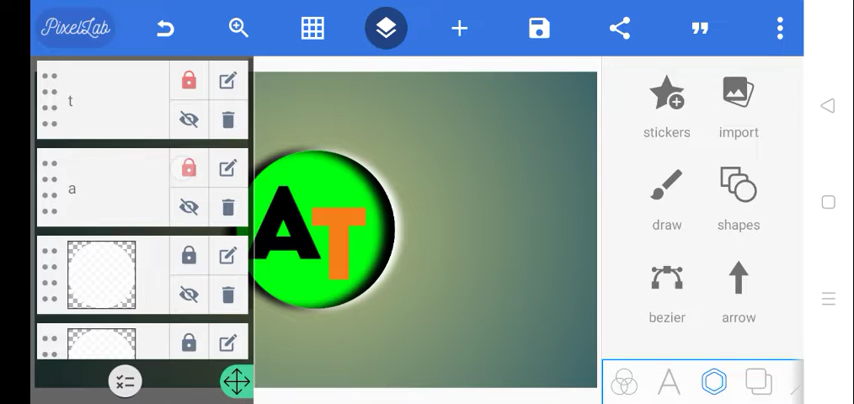 PixelLab
t
a
AT
stickers
import
draw
shapes
bezier
arrow